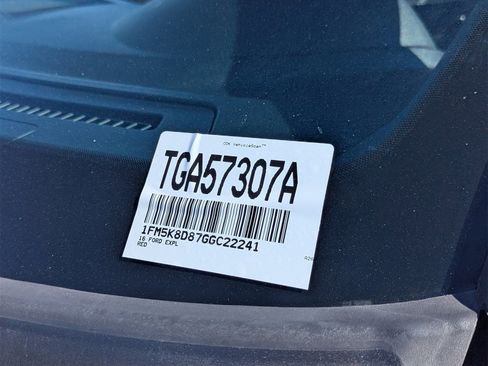 CDK VehicleScan™
TGA57307A
1FM5K8D87GGC22241
16 FORD EXPL
RED